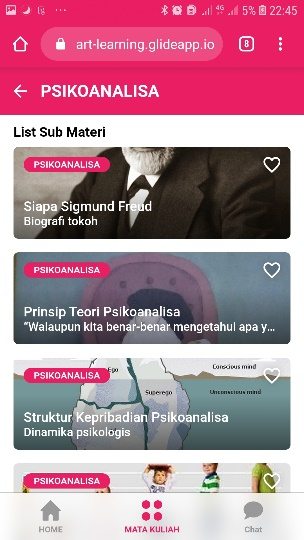 4G 5% 22:45
art-learning.glideapp.io
8
PSIKOANALISA
List Sub Materi
PSIKOANALISA
Siapa Sigmund Freud
Biografi tokoh
PSIKOANALISA
Prinsip Teori Psikoanalisa
“Walaupun kita benar-benar mengetahui apa y...
PSIKOANALISA
Ego
Conscious mind
Superego
Unconscious mind
Struktur Kepribadian Psikoanalisa
Dinamika psikologis
PSIKOANALISA
HOME
MATA KULIAH
Chat